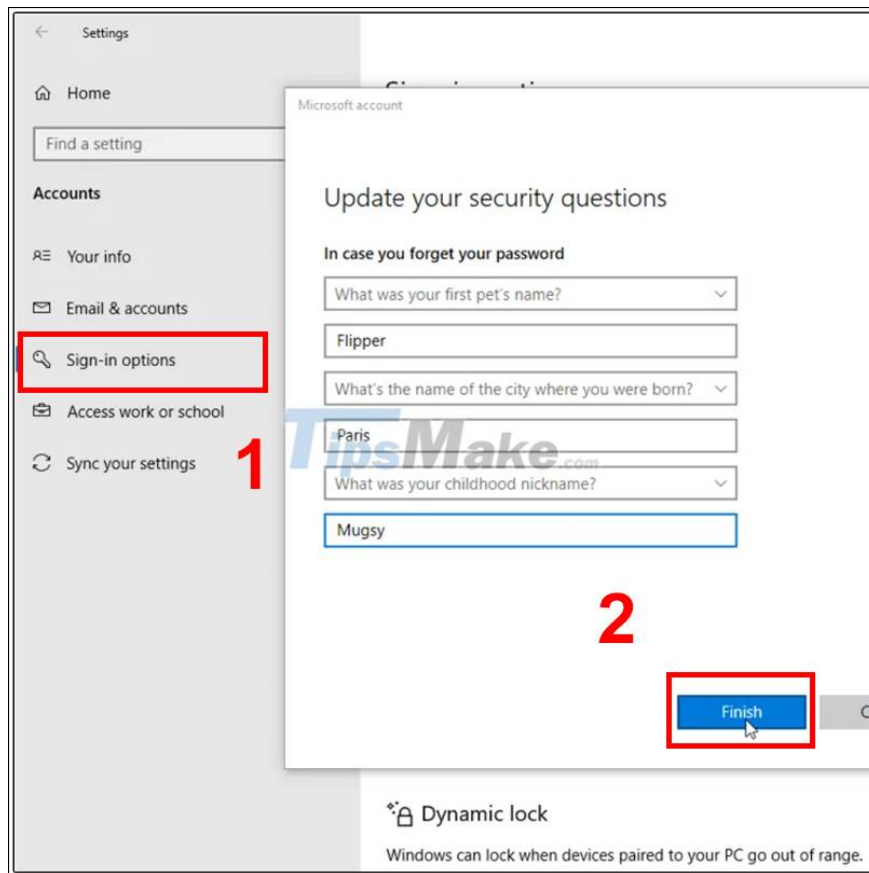 Settings
Home
Find a setting
Accounts
Your info
Email & accounts
Sign-in options
Access work or school
Sync your settings
1
Microsoft account
Update your security questions
In case you forget your password
What was your first pet's name?
Flipper
What's the name of the city where you were born?
Paris
TipsMake.com
What was your childhood nickname?
Mugsy
2
Finish
Dynamic lock
Windows can lock when devices paired to your PC go out of range.